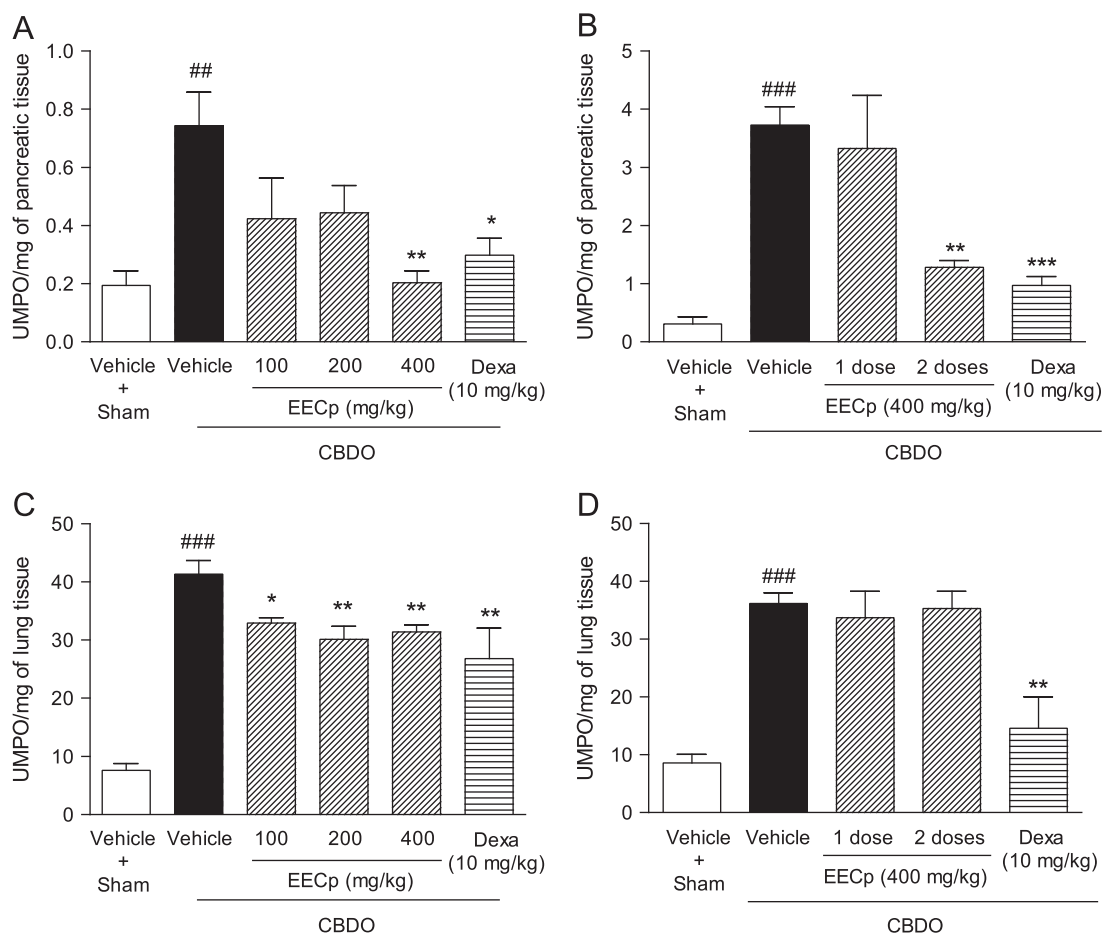 A
UMPO/mg of pancreatic tissue
1.0
0.8
0.6
0.4
0.2
0.0
##
**
*
Vehicle + Sham
Vehicle
100
200
400
Dexa (10 mg/kg)
EECp (mg/kg)
CBDO
B
UMPO/mg of pancreatic tissue
5
4
3
2
1
0
###
**
***
Vehicle + Sham
Vehicle
1 dose
2 doses
Dexa (10 mg/kg)
EECp (400 mg/kg)
CBDO
C
UMPO/mg of lung tissue
50
40
30
20
10
0
###
*
**
**
**
Vehicle + Sham
Vehicle
100
200
400
Dexa (10 mg/kg)
EECp (mg/kg)
CBDO
D
UMPO/mg of lung tissue
50
40
30
20
10
0
###
**
Vehicle + Sham
Vehicle
1 dose
2 doses
Dexa (10 mg/kg)
EECp (400 mg/kg)
CBDO